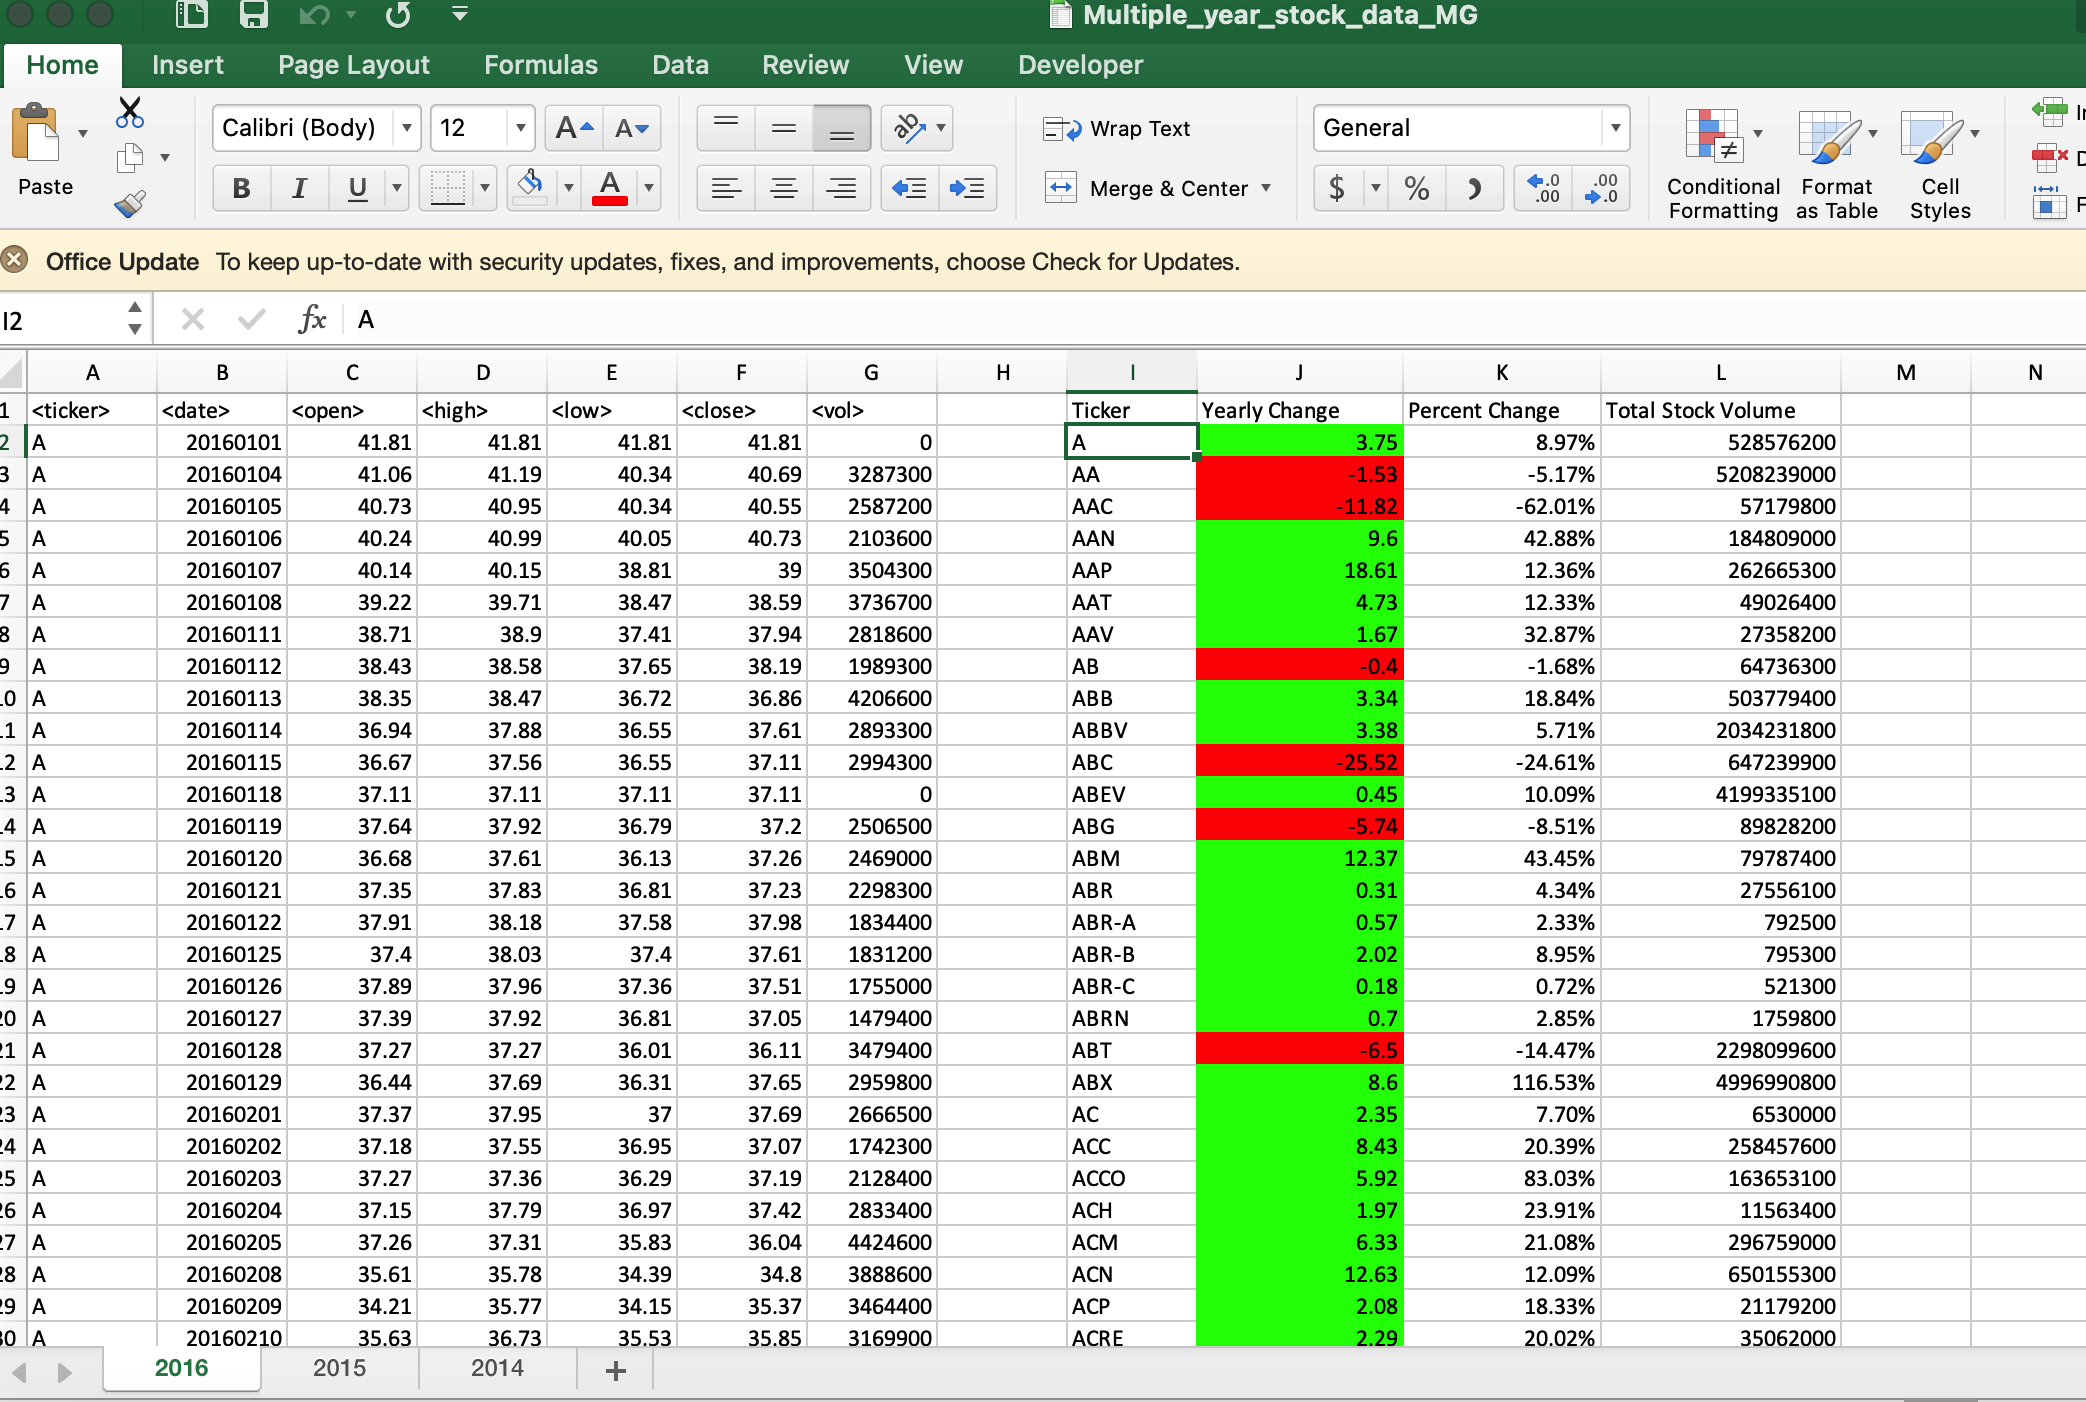 Multiple_year_stock_data_MG
Home Insert Page Layout Formulas Data Review View Developer
Paste
Calibri (Body) 12 A A
B I U A
ab
Wrap Text
Merge & Center
General
$ % .0 .00 .00 .0
Conditional Formatting
Format as Table
Cell Styles
Office Update To keep up-to-date with security updates, fixes, and improvements, choose Check for Updates.
I2 fx A
A B C D E F G H I J K L M N
1 <ticker> <date> <open> <high> <low> <close> <vol> Ticker Yearly Change Percent Change Total Stock Volume
2 A 20160101 41.81 41.81 41.81 41.81 0 A 3.75 8.97% 528576200
3 A 20160104 41.06 41.19 40.34 40.69 3287300 AA -1.53 -5.17% 5208239000
4 A 20160105 40.73 40.95 40.34 40.55 2587200 AAC -11.82 -62.01% 57179800
5 A 20160106 40.24 40.99 40.05 40.73 2103600 AAN 9.6 42.88% 184809000
6 A 20160107 40.14 40.15 38.81 39 3504300 AAP 18.61 12.36% 262665300
7 A 20160108 39.22 39.71 38.47 38.59 3736700 AAT 4.73 12.33% 49026400
8 A 20160111 38.71 38.9 37.41 37.94 2818600 AAV 1.67 32.87% 27358200
9 A 20160112 38.43 38.58 37.65 38.19 1989300 AB -0.4 -1.68% 64736300
10 A 20160113 38.35 38.47 36.72 36.86 4206600 ABB 3.34 18.84% 503779400
11 A 20160114 36.94 37.88 36.55 37.61 2893300 ABBV 3.38 5.71% 2034231800
12 A 20160115 36.67 37.56 36.55 37.11 2994300 ABC -25.52 -24.61% 647239900
13 A 20160118 37.11 37.11 37.11 37.11 0 ABEV 0.45 10.09% 4199335100
14 A 20160119 37.64 37.92 36.79 37.2 2506500 ABG -5.74 -8.51% 89828200
15 A 20160120 36.68 37.61 36.13 37.26 2469000 ABM 12.37 43.45% 79787400
16 A 20160121 37.35 37.83 36.81 37.23 2298300 ABR 0.31 4.34% 27556100
17 A 20160122 37.91 38.18 37.58 37.98 1834400 ABR-A 0.57 2.33% 792500
18 A 20160125 37.4 38.03 37.4 37.61 1831200 ABR-B 2.02 8.95% 795300
19 A 20160126 37.89 37.96 37.36 37.51 1755000 ABR-C 0.18 0.72% 521300
20 A 20160127 37.39 37.92 36.81 37.05 1479400 ABRN 0.7 2.85% 1759800
21 A 20160128 37.27 37.27 36.01 36.11 3479400 ABT -6.5 -14.47% 2298099600
22 A 20160129 36.44 37.69 36.31 37.65 2959800 ABX 8.6 116.53% 4996990800
23 A 20160201 37.37 37.95 37 37.69 2666500 AC 2.35 7.70% 6530000
24 A 20160202 37.18 37.55 36.95 37.07 1742300 ACC 8.43 20.39% 258457600
25 A 20160203 37.27 37.36 36.29 37.19 2128400 ACCO 5.92 83.03% 163653100
26 A 20160204 37.15 37.79 36.97 37.42 2833400 ACH 1.97 23.91% 11563400
27 A 20160205 37.26 37.31 35.83 36.04 4424600 ACM 6.33 21.08% 296759000
28 A 20160208 35.61 35.78 34.39 34.8 3888600 ACN 12.63 12.09% 650155300
29 A 20160209 34.21 35.77 34.15 35.37 3464400 ACP 2.08 18.33% 21179200
30 A 20160210 35.63 36.73 35.53 35.85 3169900 ACRE 2.29 20.02% 35062000
2016 2015 2014 +